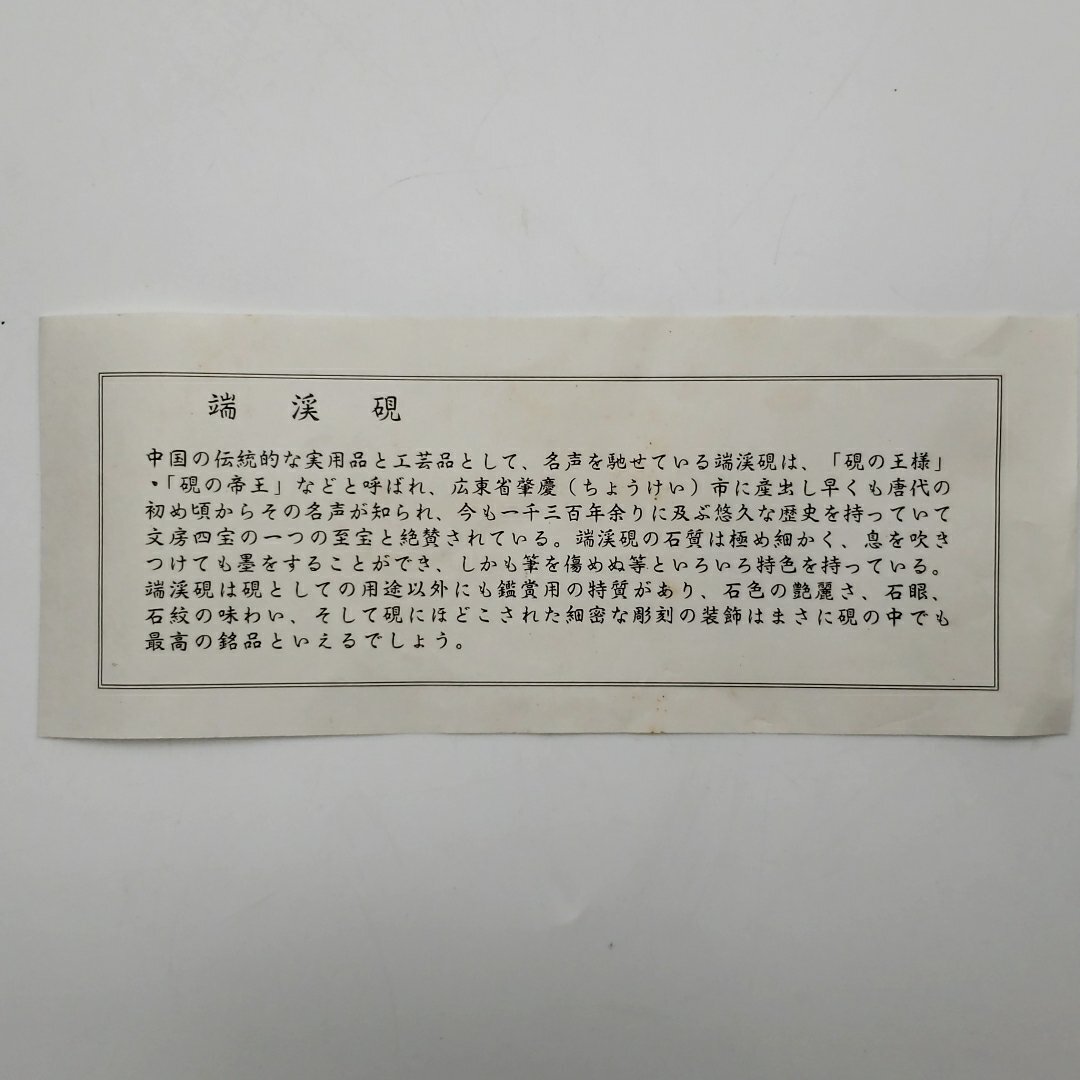 端渓硯
中国の伝統的な実用品と工芸品として、名声を馳せている端渓硯は、「硯の王様」
・「硯の帝王」などと呼ばれ、広東省肇慶（ちょうけい）市に産出し早くも唐代の
初め頃からその名声が知られ、今も一千三百年余りに及ぶ悠久な歴史を持っていて
文房四宝の一つの至宝と絶賛されている。端渓硯の石質は極め細かく、息を吹き
つけても墨をすることができ、しかも筆を傷めぬ等といろいろ特色を持っている。
端渓硯は硯としての用途以外にも鑑賞用の特質があり、石色の艶麗さ、石眼、
石紋の味わい、そして硯にほどこされた細密な彫刻の装飾はまさに硯の中でも
最高の銘品といえるでしょう。